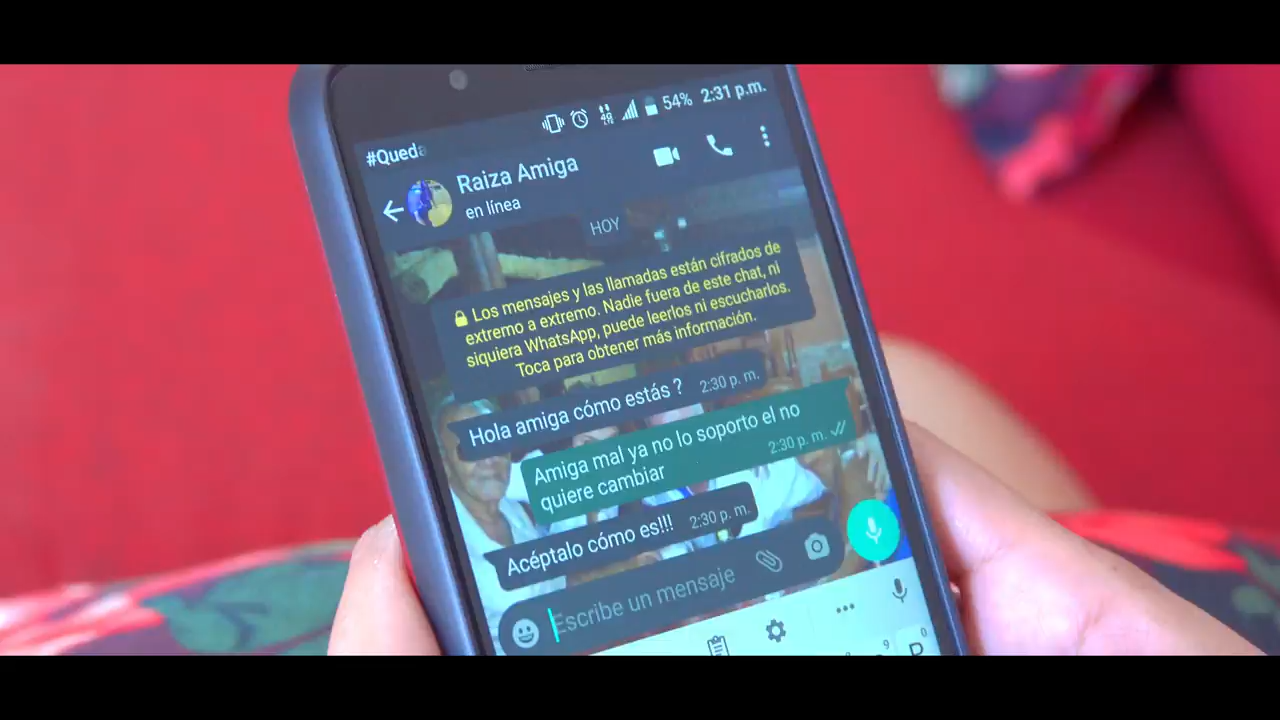 54% 2:31 p.m.
#Queda
Raiza Amiga
en línea
HOY
Los mensajes y las llamadas están cifrados de
extremo a extremo. Nadie fuera de este chat, ni
siquiera WhatsApp, puede leerlos ni escucharlos.
Toca para obtener más información.
Hola amiga cómo estás ? 2:30 p. m.
Amiga mal ya no lo soporto el no
quiere cambiar 2:30 p. m.
Acéptalo cómo es!!! 2:30 p. m.
Escribe un mensaje